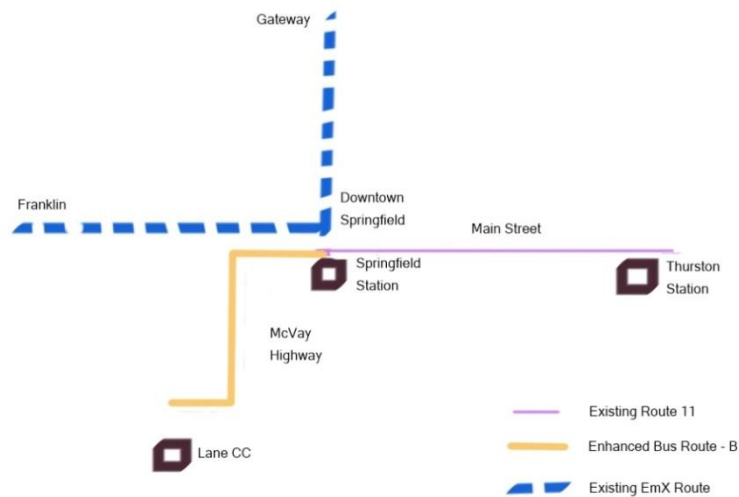 Gateway
Franklin
Downtown
Springfield
Main Street
Springfield
Station
Thurston
Station
McVay
Highway
Lane CC
Existing Route 11
Enhanced Bus Route - B
Existing EmX Route